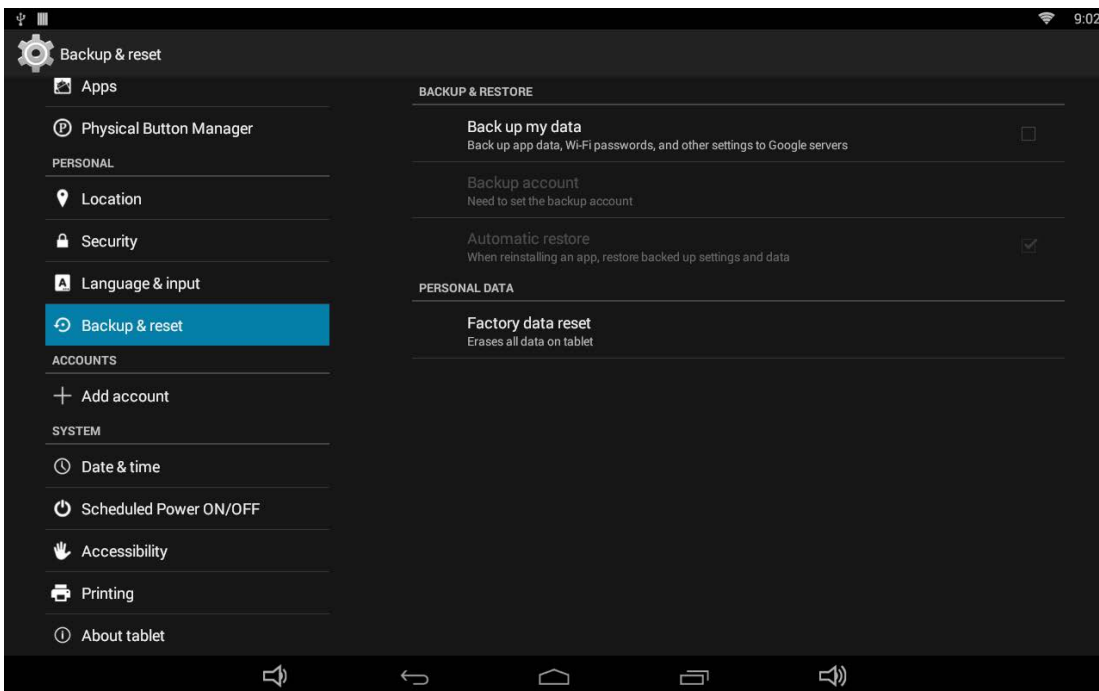 9:02
Backup & reset
Apps
Physical Button Manager
PERSONAL
Location
Security
Language & input
Backup & reset
ACCOUNTS
Add account
SYSTEM
Date & time
Scheduled Power ON/OFF
Accessibility
Printing
About tablet
BACKUP & RESTORE
Back up my data
Back up app data, Wi-Fi passwords, and other settings to Google servers
Backup account
Need to set the backup account
Automatic restore
When reinstalling an app, restore backed up settings and data
PERSONAL DATA
Factory data reset
Erases all data on tablet